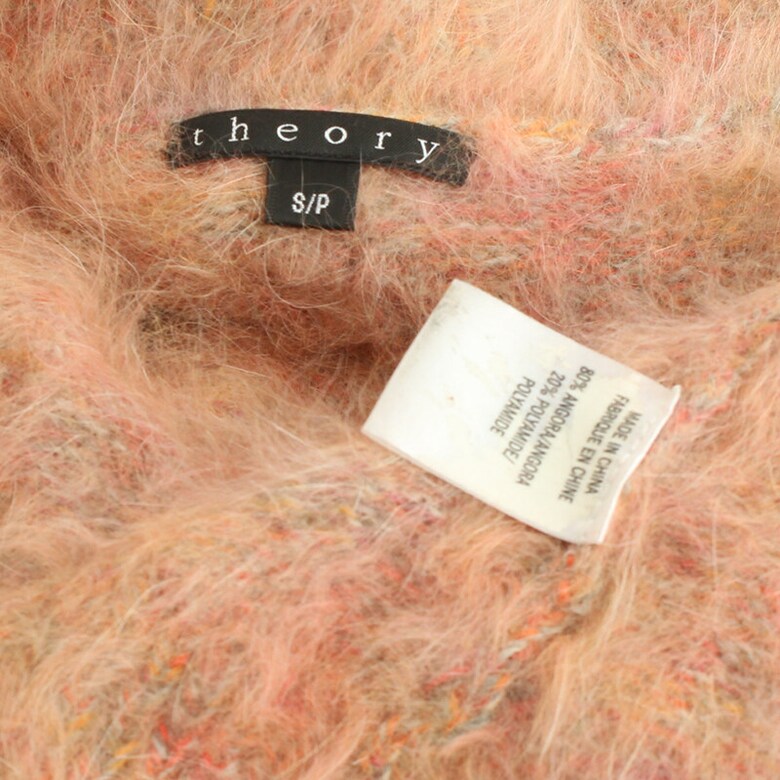 theory
S/P
MADE IN CHINA
FABRIQUE EN CHINE
80% ANGORA/ANGORA
20% POLYAMIDE/
POLYAMIDE